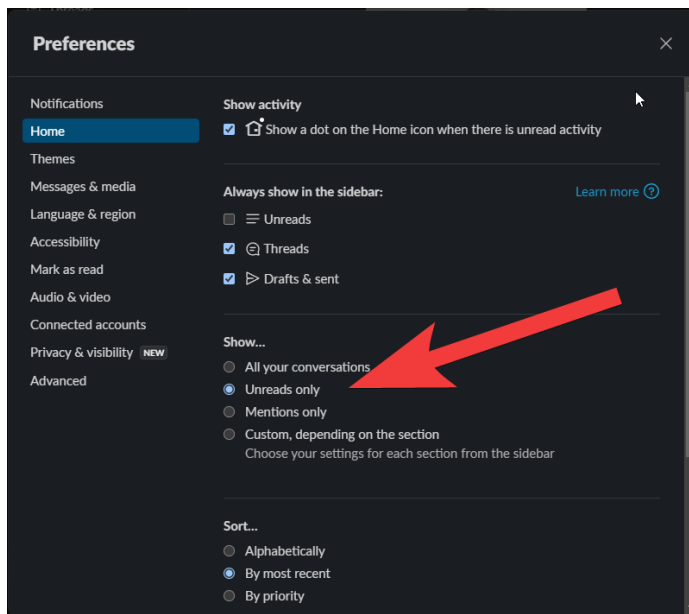 Preferences
Notifications
Home
Themes
Messages & media
Language & region
Accessibility
Mark as read
Audio & video
Connected accounts
Privacy & visibility NEW
Advanced
Show activity
Show a dot on the Home icon when there is unread activity
Always show in the sidebar:
Learn more
Unreads
Threads
Drafts & sent
Show...
All your conversations
Unreads only
Mentions only
Custom, depending on the section
Choose your settings for each section from the sidebar
Sort...
Alphabetically
By most recent
By priority